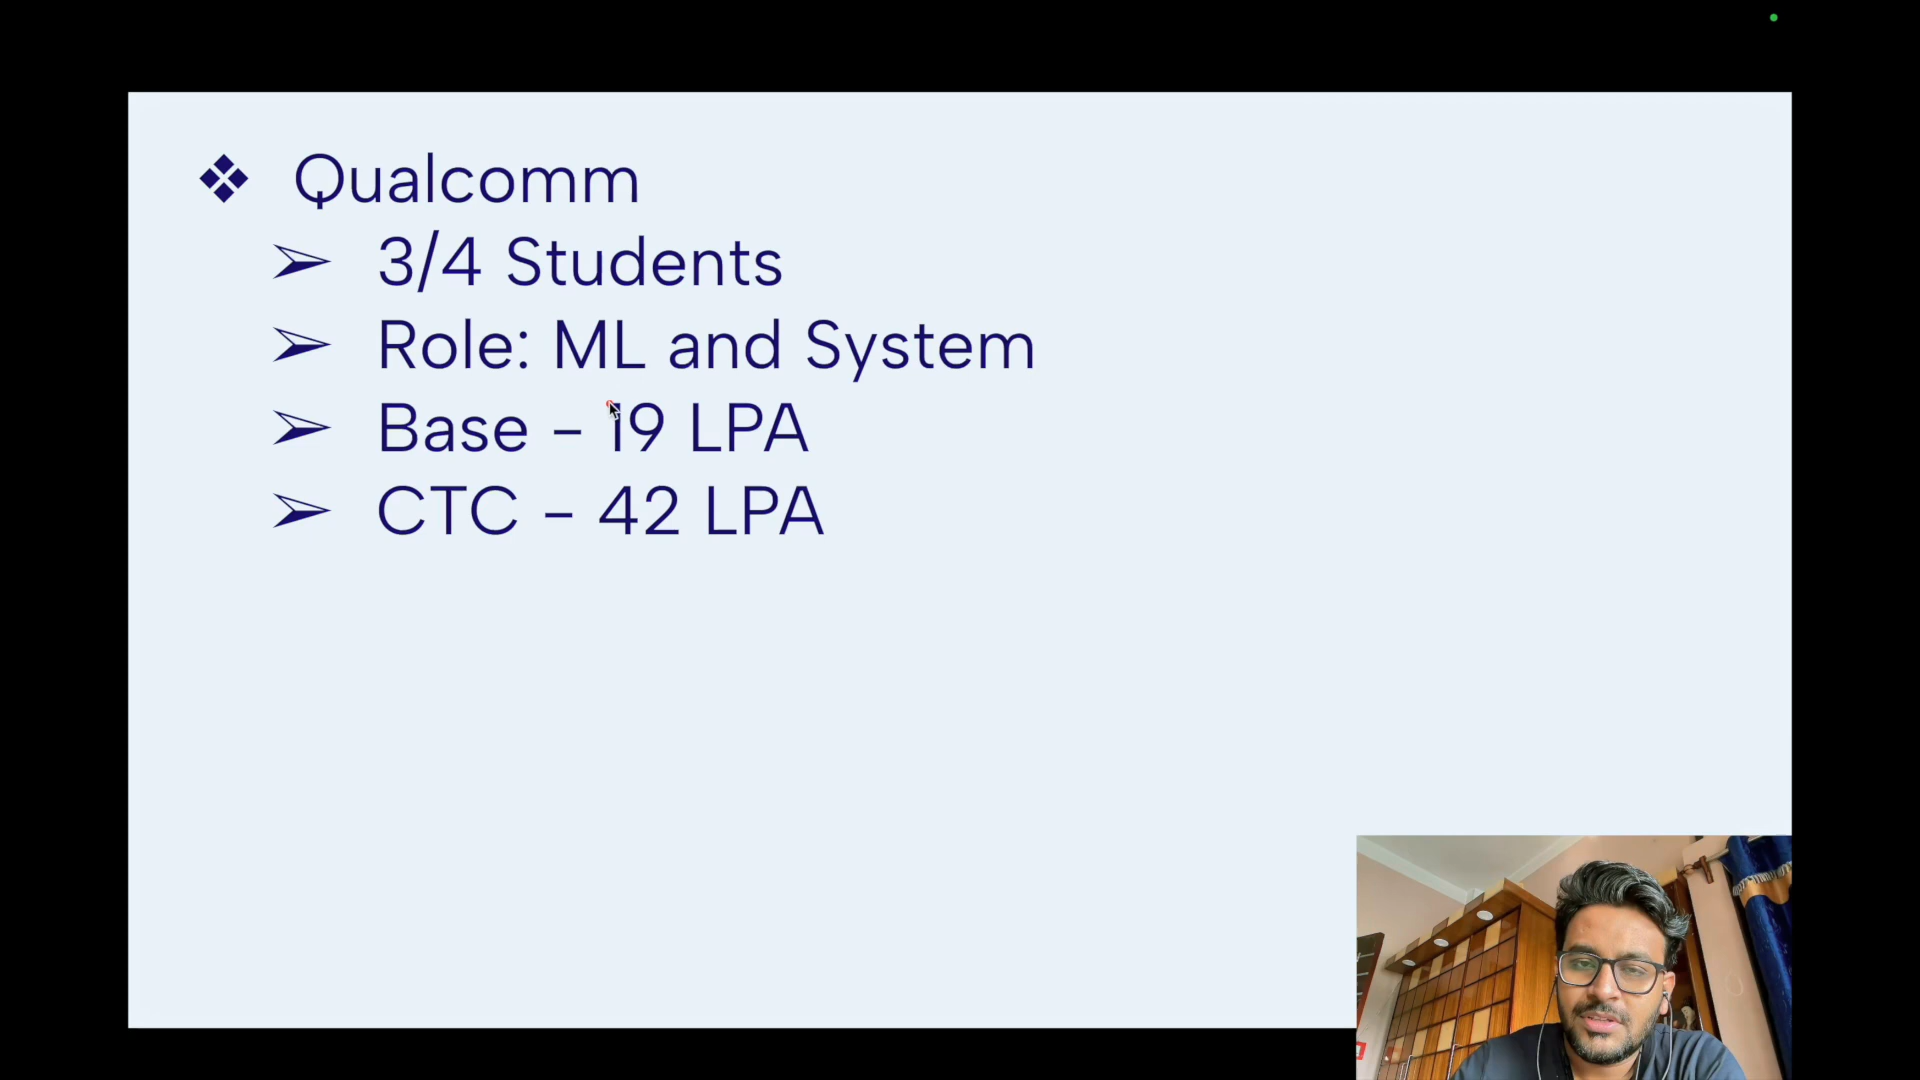 Qualcomm
3/4 Students
Role: ML and System
Base - 19 LPA
CTC - 42 LPA